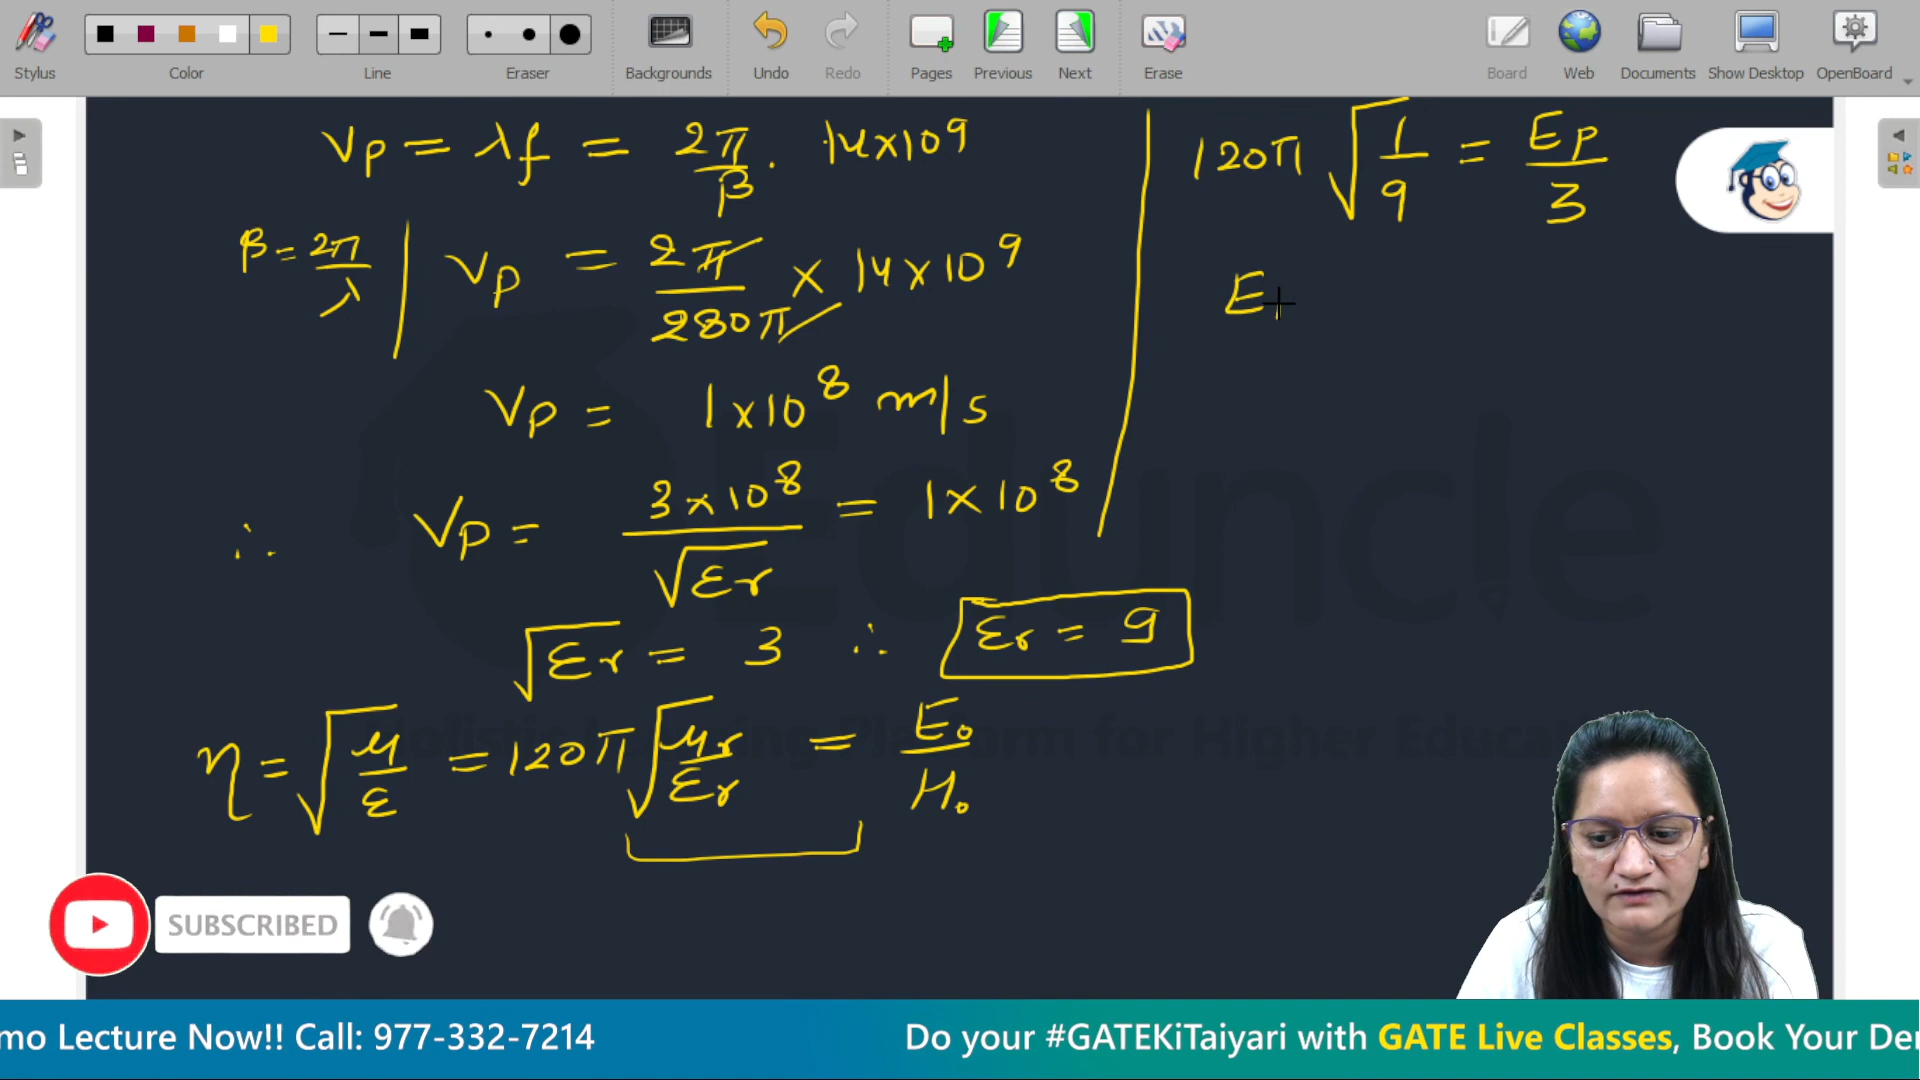 Stylus
Color
Line
Eraser
Backgrounds
Undo
Redo
Pages
Previous
Next
Erase
Board
Web
Documents
Show Desktop
OpenBoard
Vp = λf = 2π/β . 14×10⁹
β = 2π/λ | Vp = 2π/280π × 14×10⁹
Vp = 1×10⁸ m/s
∴ Vp = 3×10⁸/√εr = 1×10⁸
√εr = 3 ∴ εr = 9
η = √μ/ε = 120π √μr/εr = E₀/H₀
120π √1/9 = Ep/3
E
Eduncle
SUBSCRIBED
mo Lecture Now!! Call: 977-332-7214
Do your #GATEKiTaiyari with GATE Live Classes, Book Your De